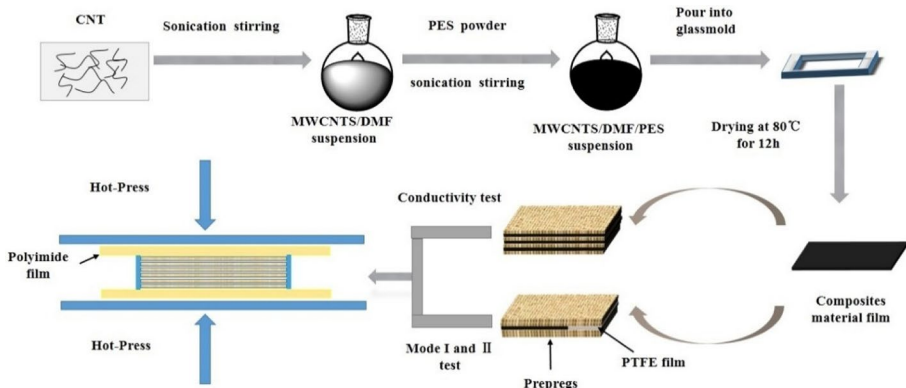 CNT
Sonication stirring
MWCNTS/DMF
suspension
PES powder
sonication stirring
MWCNTS/DMF/PES
suspension
Pour into
glassmold
Drying at 80℃
for 12h
Composites
material film
Conductivity test
Mode I and Ⅱ
test
PTFE film
Prepregs
Hot-Press
Polyimide
film
Hot-Press